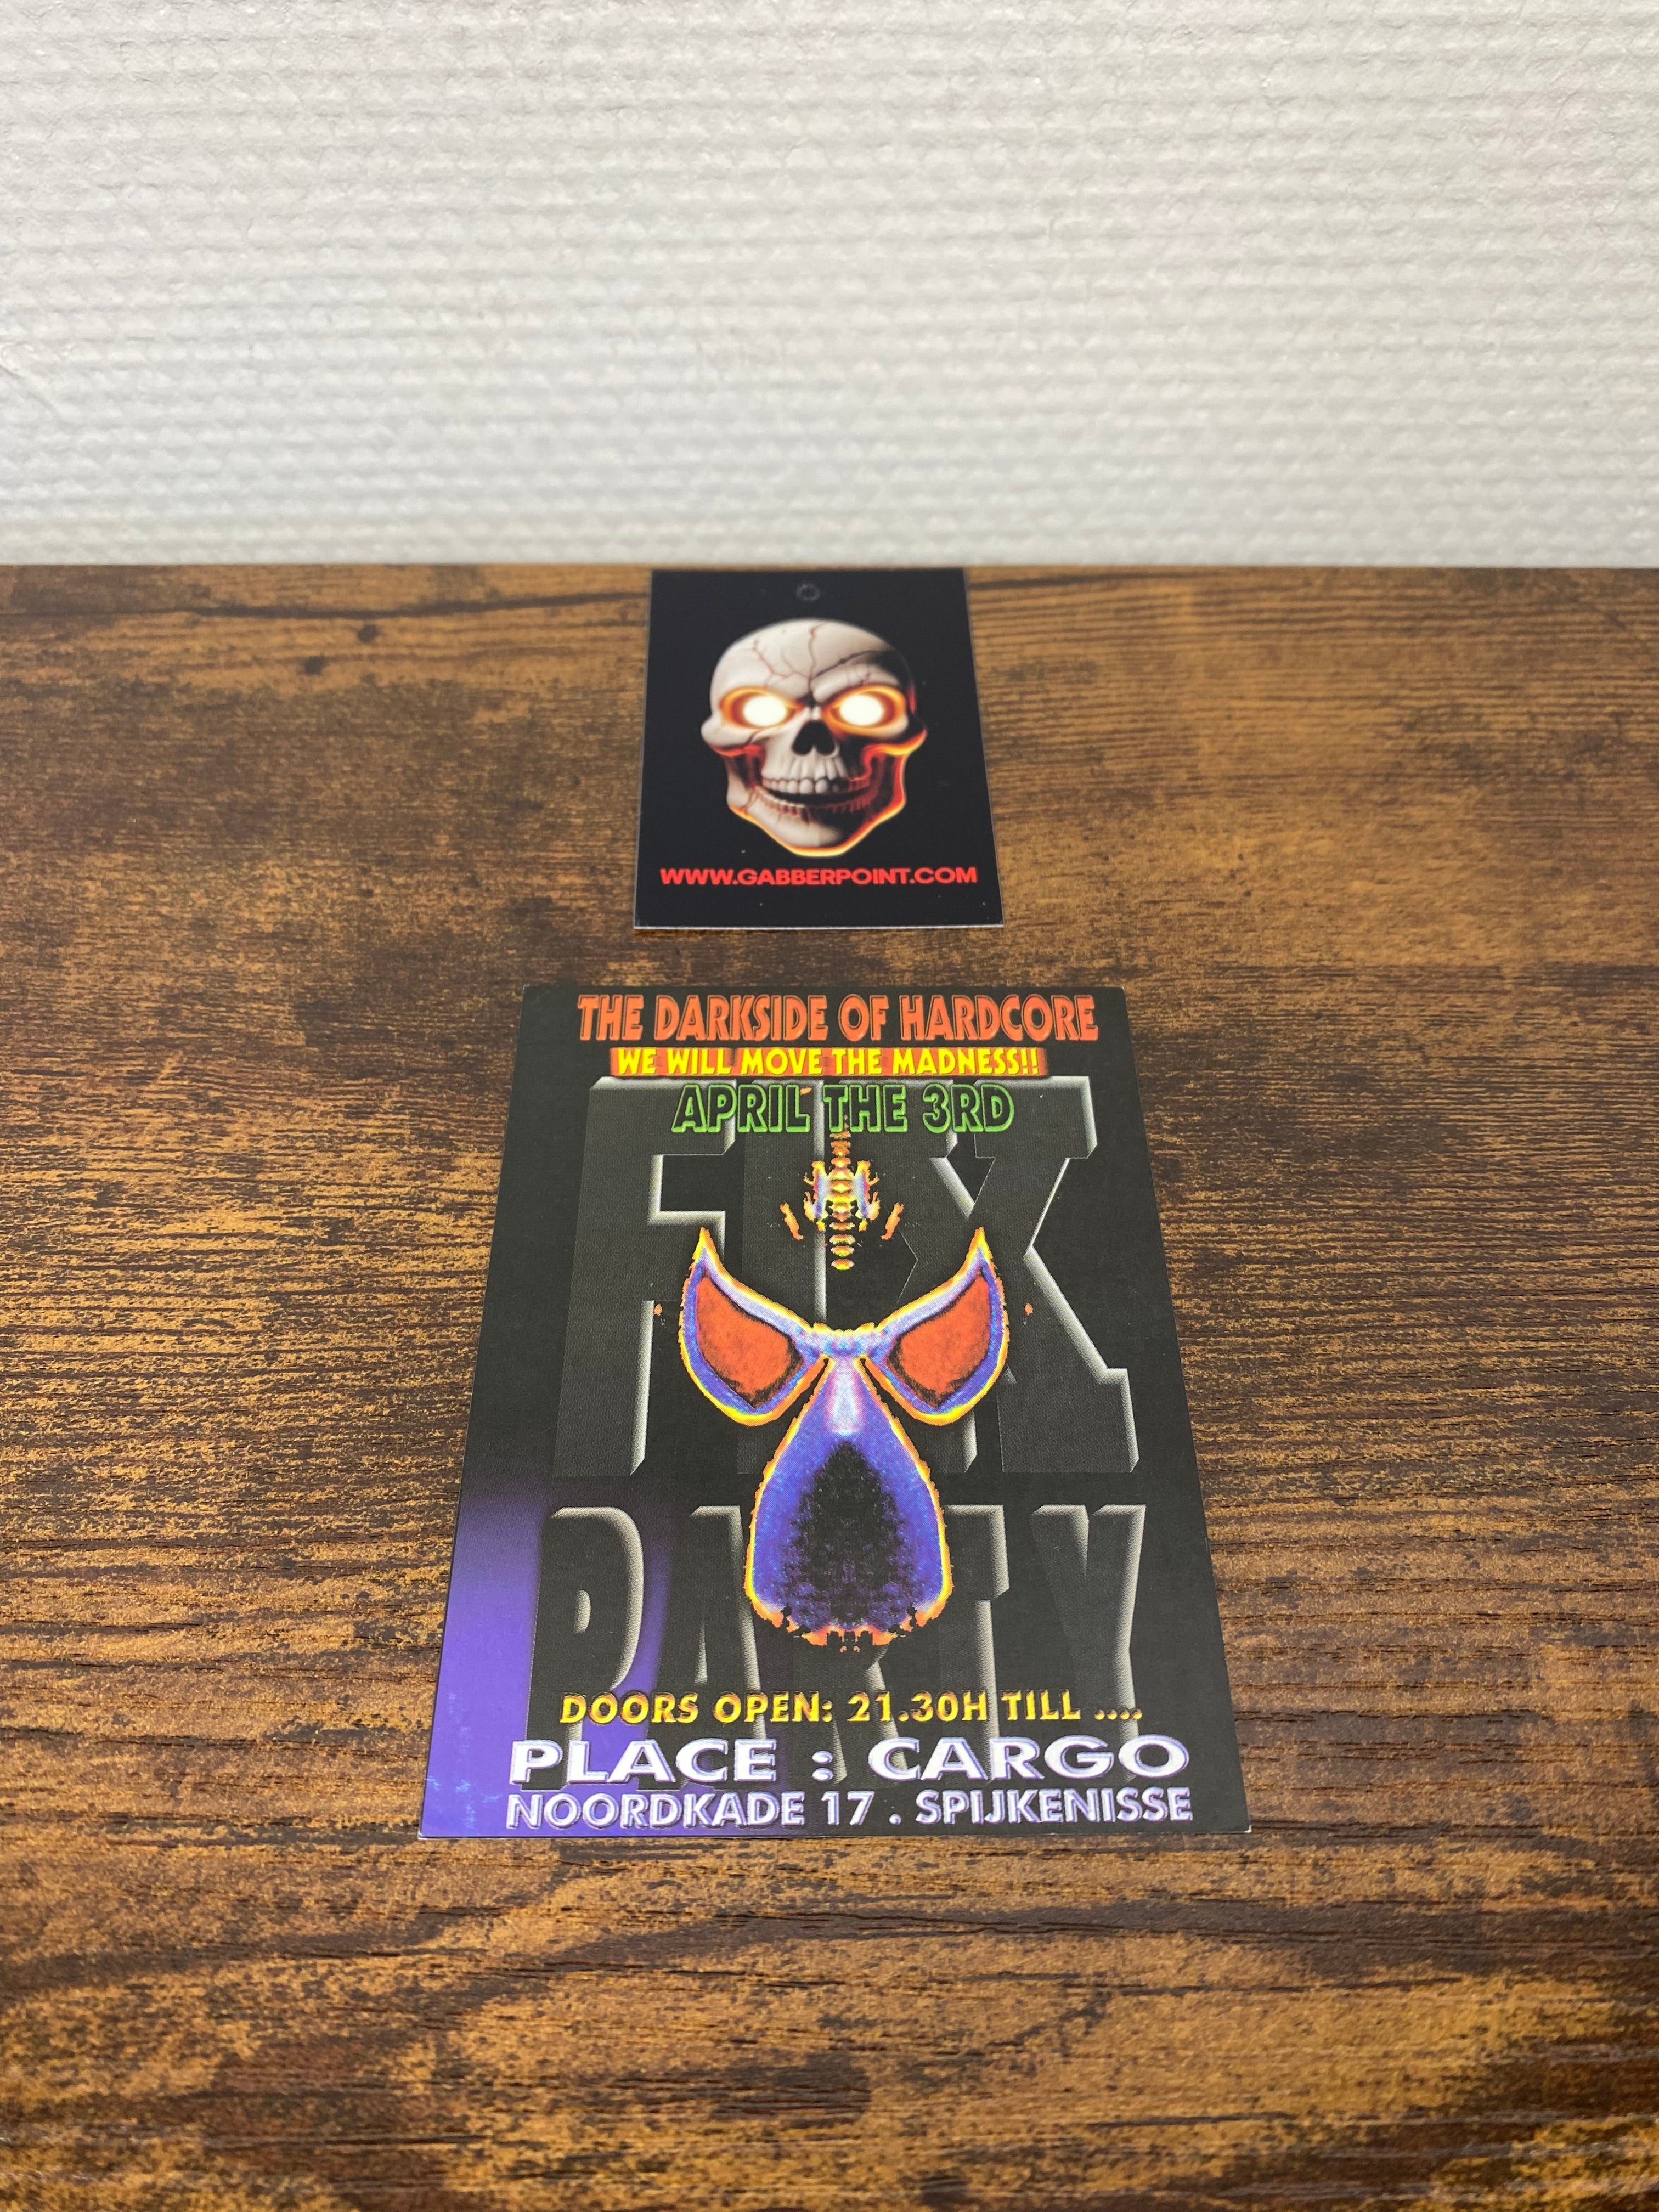 WWW.GABBERPOINT.COM
THE DARKSIDE OF HARDCORE
WE WILL MOVE THE MADNESS!!
APRIL THE 3RD
FIX
PARTY
DOORS OPEN: 21.30H TILL ....
PLACE : CARGO
NOORDKADE 17 . SPIJKENISSE